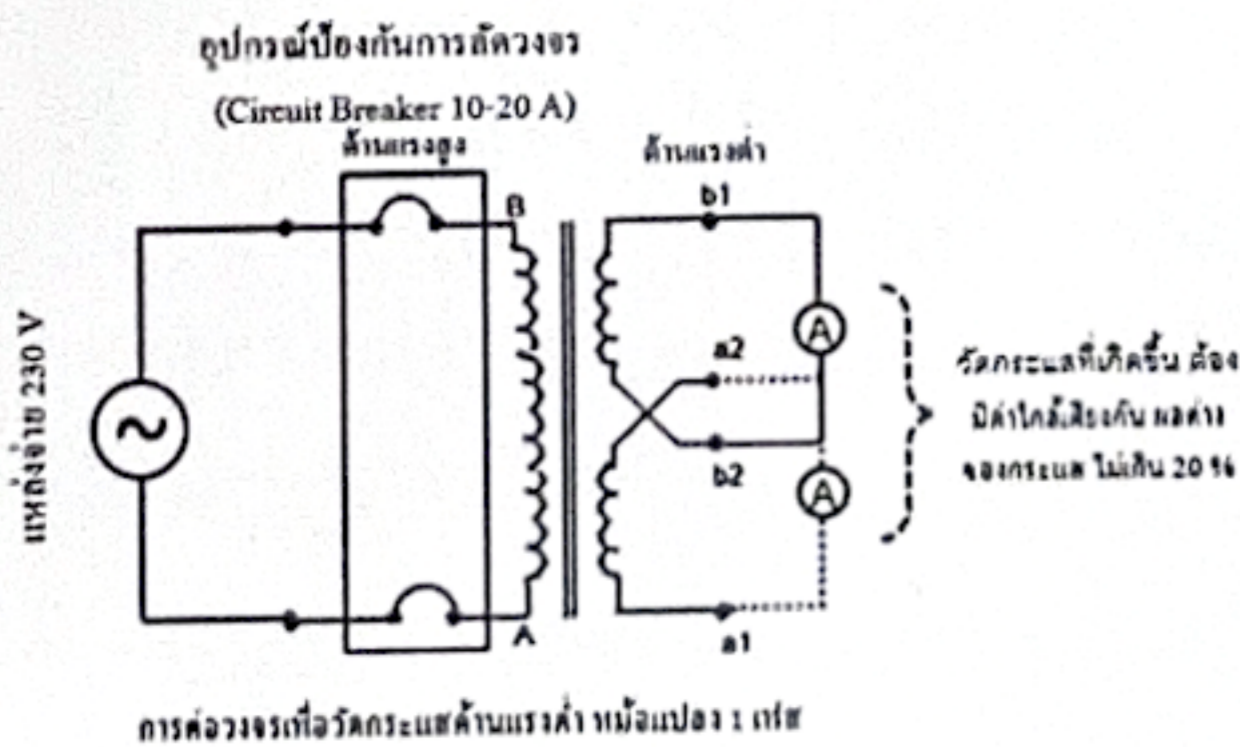 อุปกรณ์ป้องกันการลัดวงจร
(Circuit Breaker 10-20 A)
ด้านแรงสูง
ด้านแรงต่ำ
B
b1
แหล่งจ่าย 230 V
A
a2
b2
A
A
a1
วัดกระแสที่เกิดขึ้น ต้อง
มีค่าใกล้เคียงกัน ผลต่าง
ของกระแส ไม่เกิน 20 %
การต่อวงจรเพื่อวัดกระแสด้านแรงต่ำ หม้อแปลง 1 เฟส